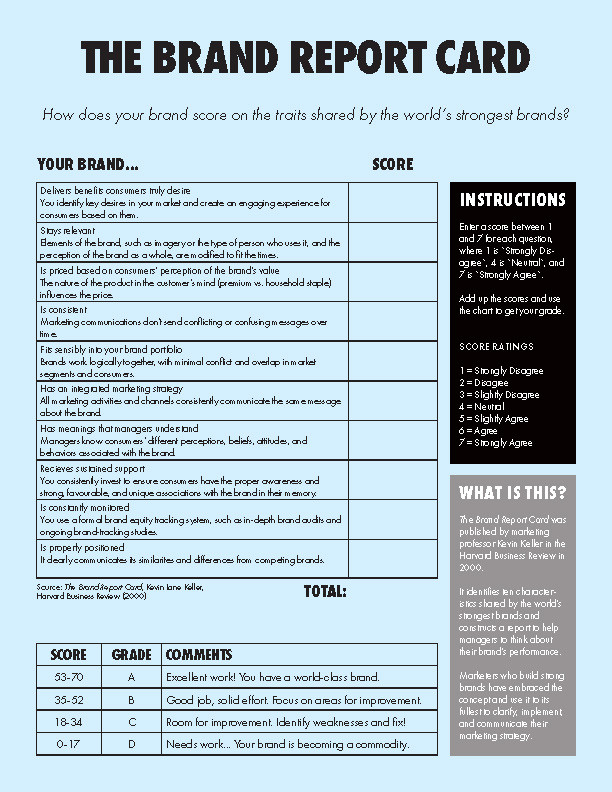 THE BRAND REPORT CARD
How does your brand score on the traits shared by the world's strongest brands?
YOUR BRAND... SCORE
Delivers benefits consumers truly desire
You identify key desires in your market and create an engaging experience for
consumers based on them.
Stays relevant
Elements of the brand, such as imagery or the type of person who uses it, and the
perception of the brand as a whole, are modified to fit the times.
Is priced based on consumers' perception of the brand's value
The nature of the product in the customer's mind (premium vs. household staple)
influences the price.
Is consistent
Marketing communications don't send conflicting or confusing messages over
time.
Fits sensibly into your brand portfolio
Brands work logically together, with minimal conflict and overlap in market
segments and consumers.
Has an integrated marketing strategy
All marketing activities and channels consistently communicate the same message
about the brand.
Has meanings that managers understand
Managers know consumers' different perceptions, beliefs, attitudes, and
behaviors associated with the brand.
Recieves sustained support
You consistently invest to ensure consumers have the proper awareness and
strong, favourable, and unique associations with the brand in their memory.
Is constantly monitored
You use a formal brand equity tracking system, such as in-depth brand audits and
ongoing brand-tracking studies.
Is properly positioned
It clearly communicates its similarites and differences from competing brands.
Source: The Brand Report Card, Kevin Lane Keller,
Harvard Business Review (2000)
TOTAL:
SCORE GRADE COMMENTS
53-70 A Excellent work! You have a world-class brand.
35-52 B Good job, solid effort. Focus on areas for improvement.
18-34 C Room for improvement. Identify weaknesses and fix!
0-17 D Needs work... Your brand is becoming a commodity.
INSTRUCTIONS
Enter a score between 1
and 7 for each question,
where 1 is `Strongly Dis-
agree`, 4 is `Neutral`, and
7 is `Strongly Agree`.
Add up the scores and use
the chart to get your grade.
SCORE RATINGS
1 = Strongly Disagree
2 = Disagree
3 = Slightly Disagree
4 = Neutral
5 = Slightly Agree
6 = Agree
7 = Strongly Agree
WHAT IS THIS?
The Brand Report Card was
published by marketing
professor Kevin Keller in the
Harvard Business Review in
2000.
It identifies ten character-
istics shared by the world's
strongest brands and
constructs a report to help
managers to think about
their brand's performance.
Marketers who build strong
brands have embraced the
concept and use it to its
fullest to clarify, implement,
and communicate their
marketing strategy.